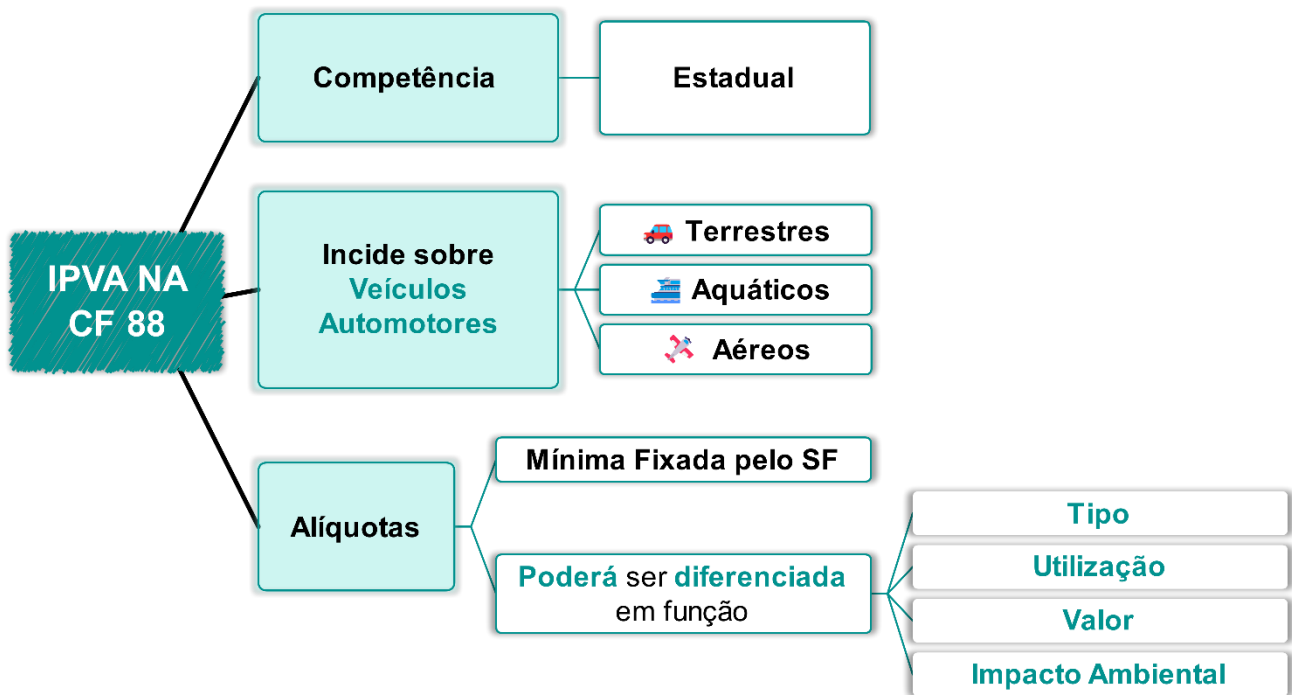 IPVA NA
CF 88
Competência
Estadual
Incide sobre
Veículos
Automotores
Terrestres
Aquáticos
Aéreos
Alíquotas
Mínima Fixada pelo SF
Poderá ser diferenciada
em função
Tipo
Utilização
Valor
Impacto Ambiental